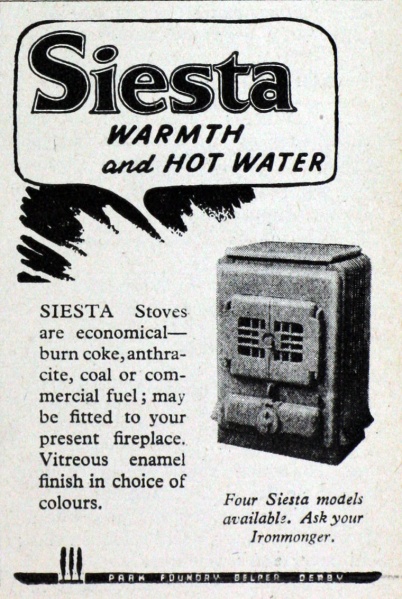 Siesta
WARMTH
and HOT WATER
SIESTA Stoves
are economical—
burn coke, anthra-
cite, coal or com-
mercial fuel; may
be fitted to your
present fireplace.
Vitreous enamel
finish in choice of
colours.
Four Siesta models
available. Ask your
Ironmonger.
PARK FOUNDRY BELPER DERBY